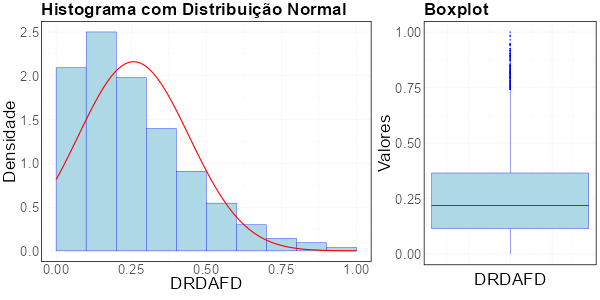 Histograma com Distribuição Normal
Densidade
2.5
2.0
1.5
1.0
0.5
0.0
0.00 0.25 0.50 0.75 1.00
DRDAFD
Boxplot
Valores
1.00
0.75
0.50
0.25
0.00
DRDAFD